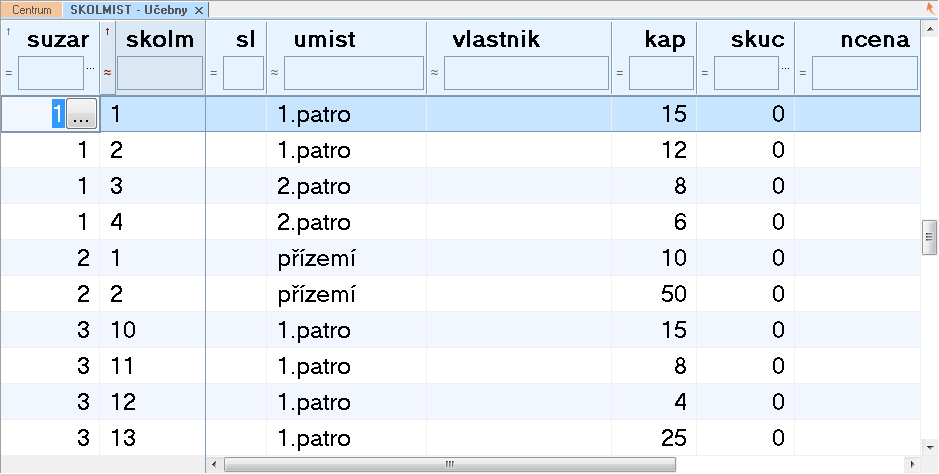 Centrum SKOLMIST - Učebny
suzar skolm sl umist vlastnik kap skuc ncena
= ... ≈ = ≈ ≈ = = ... =
1 ... 1 1.patro 15 0
1 2 1.patro 12 0
1 3 2.patro 8 0
1 4 2.patro 6 0
2 1 přízemí 10 0
2 2 přízemí 50 0
3 10 1.patro 15 0
3 11 1.patro 8 0
3 12 1.patro 4 0
3 13 1.patro 25 0